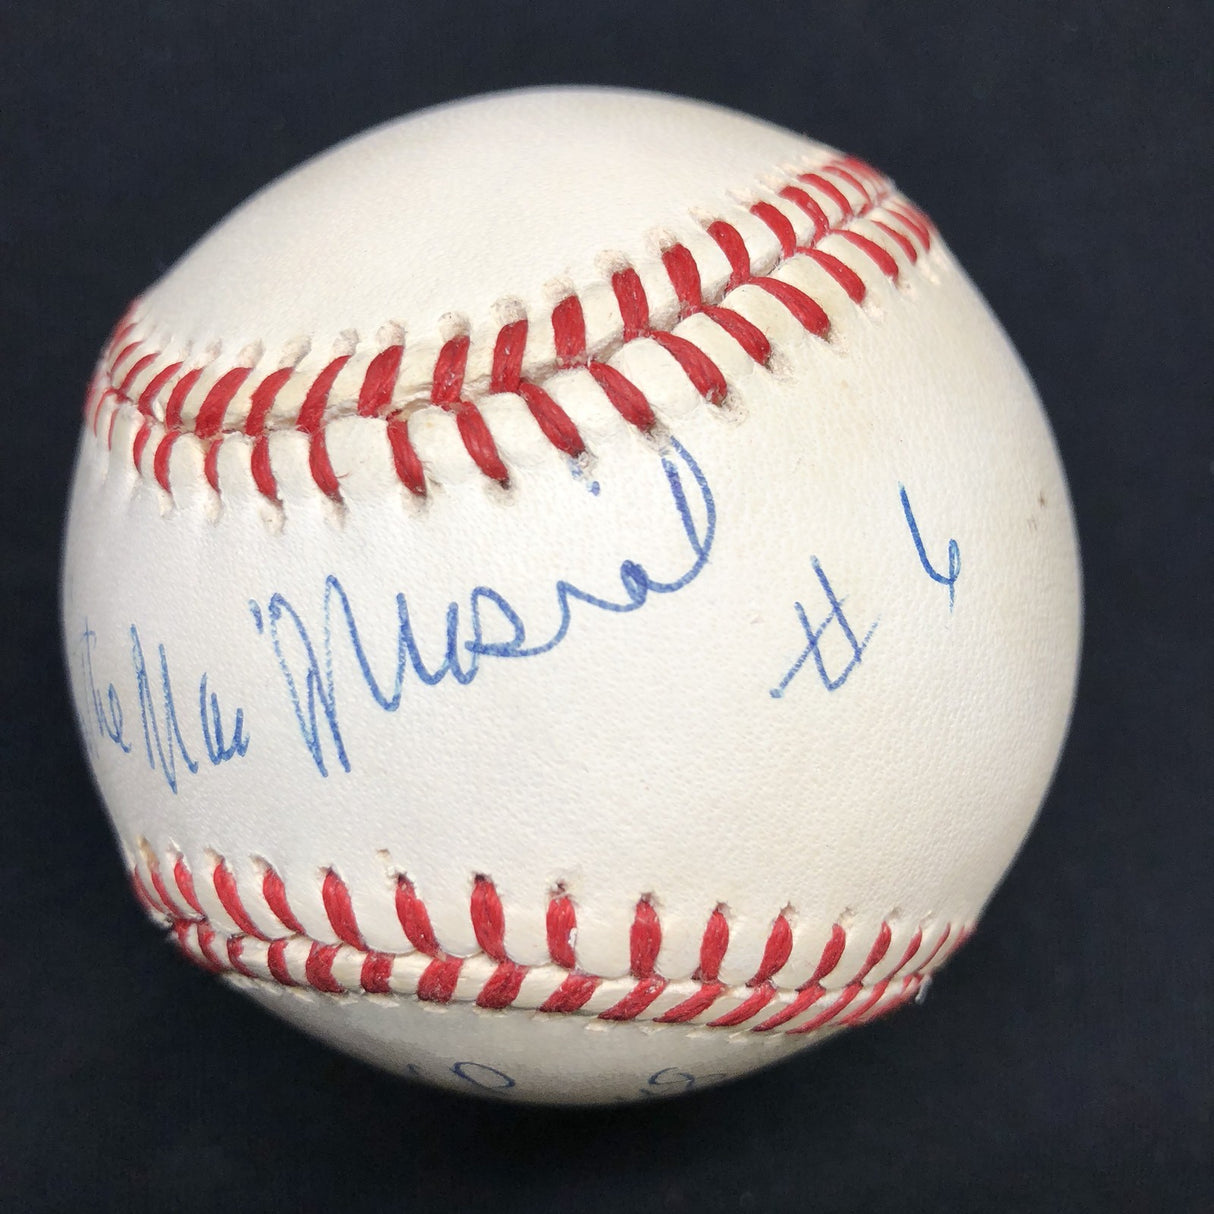 the Man" Musial # 6